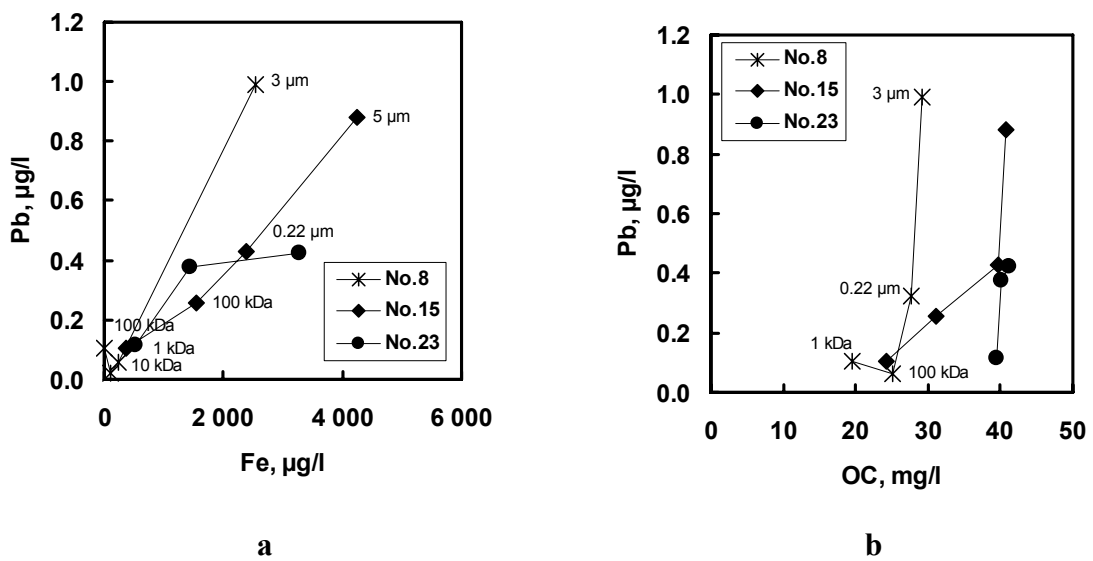 1.2
1.0
0.8
0.6
0.4
0.2
0.0
Pb, µg/l
3 µm
5 µm
0.22 µm
100 kDa
100 kDa
1 kDa
10 kDa
No.8
No.15
No.23
0
2 000
4 000
6 000
Fe, µg/l
a
1.2
1.0
0.8
0.6
0.4
0.2
0.0
Pb, µg/l
No.8
No.15
No.23
3 µm
0.22 µm
1 kDa
100 kDa
0
10
20
30
40
50
OC, mg/l
b